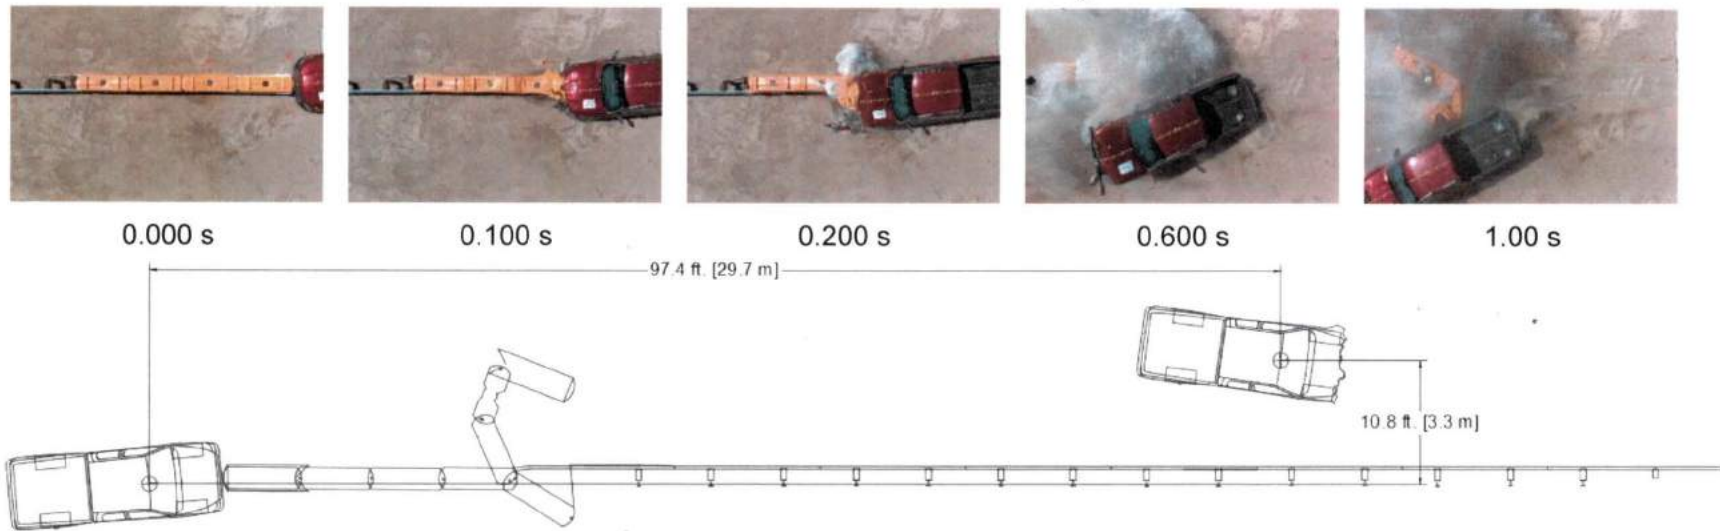 0.000 s
0.100 s
0.200 s
0.600 s
1.00 s
97.4 ft. [29.7 m]
10.8 ft. [3.3 m]